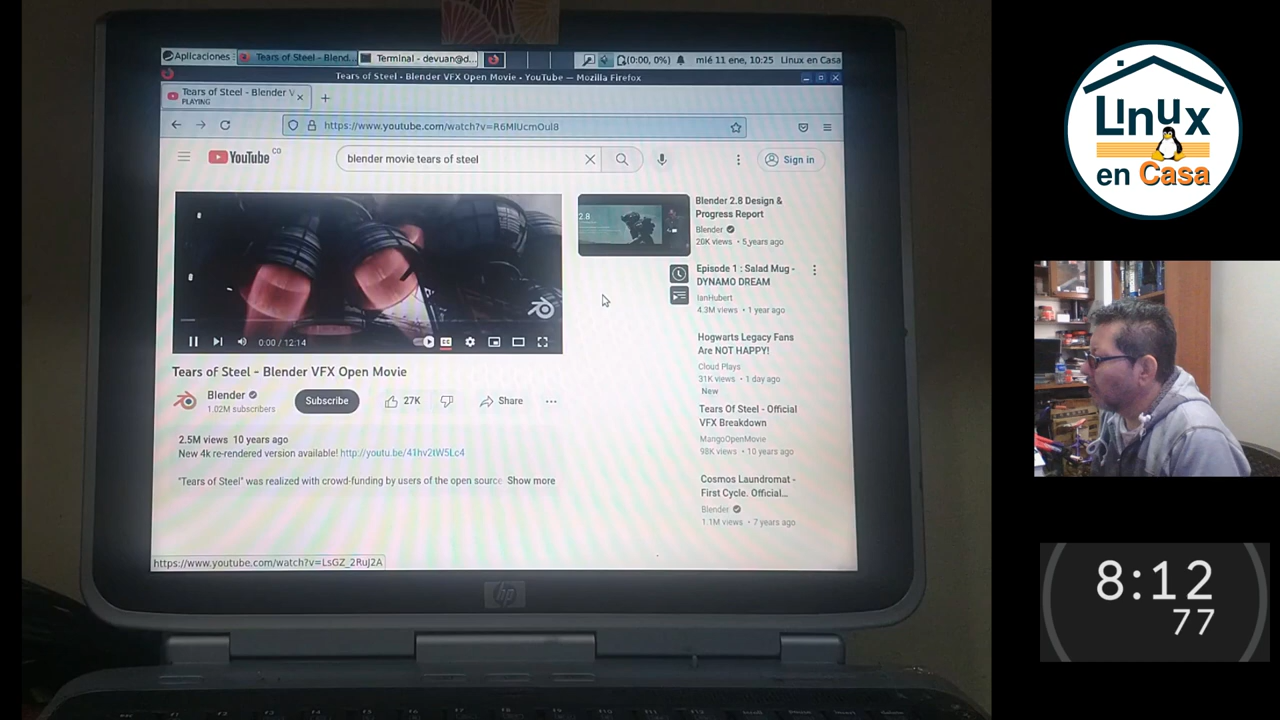 Aplicaciones
Tears of Steel - Blend...
Terminal - devuan@d...
(0:00, 0%)
mié 11 ene, 10:25
Linux en Casa
Tears of Steel - Blender VFX Open Movie - YouTube — Mozilla Firefox
Tears of Steel - Blender V
PLAYING
https://www.youtube.com/watch?v=R6MlUcmOul8
YouTube CO
blender movie tears of steel
Sign in
2.8
Blender 2.8 Design &
Progress Report
Blender
20K views • 5 years ago
Episode 1 : Salad Mug -
DYNAMO DREAM
IanHubert
4.3M views • 1 year ago
Hogwarts Legacy Fans
Are NOT HAPPY!
Cloud Plays
31K views • 1 day ago
New
Tears Of Steel - Official
VFX Breakdown
MangoOpenMovie
98K views • 10 years ago
Cosmos Laundromat -
First Cycle. Official...
Blender
1.1M views • 7 years ago
0:00 / 12:14
Tears of Steel - Blender VFX Open Movie
Blender
1.02M subscribers
Subscribe
27K
Share
2.5M views 10 years ago
New 4k re-rendered version available! http://youtu.be/41hv2tW5Lc4
"Tears of Steel" was realized with crowd-funding by users of the open source Show more
https://www.youtube.com/watch?v=LsGZ_2RuJ2A
hp
LInux
en Casa
8:12
77